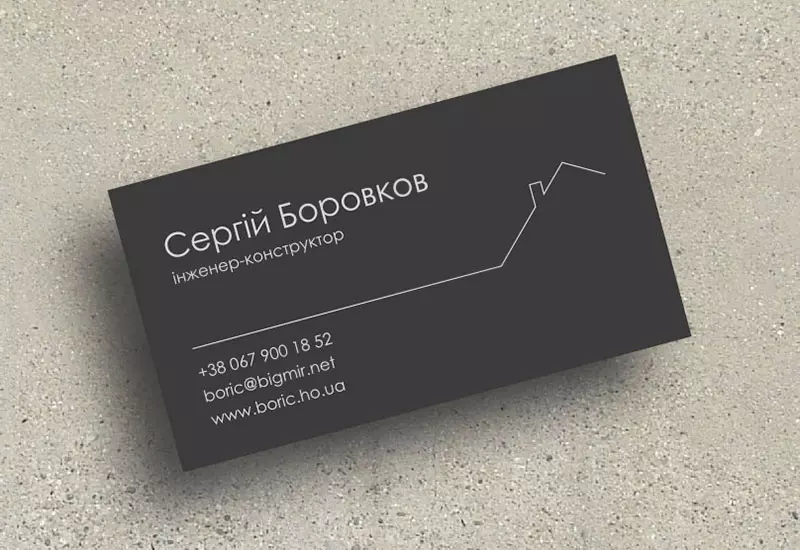 Сергій Боровков
інженер-конструктор
+38 067 900 18 52
boric@bigmir.net
www.boric.ho.ua